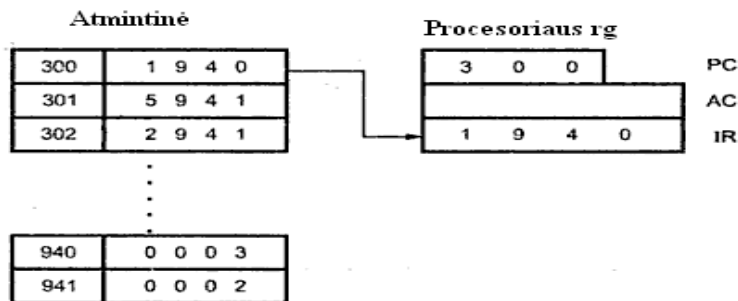 Atmintinė
Procesoriaus rg
300 1 9 4 0
3 0 0 PC
301 5 9 4 1
AC
302 2 9 4 1
1 9 4 0 IR
940 0 0 0 3
941 0 0 0 2